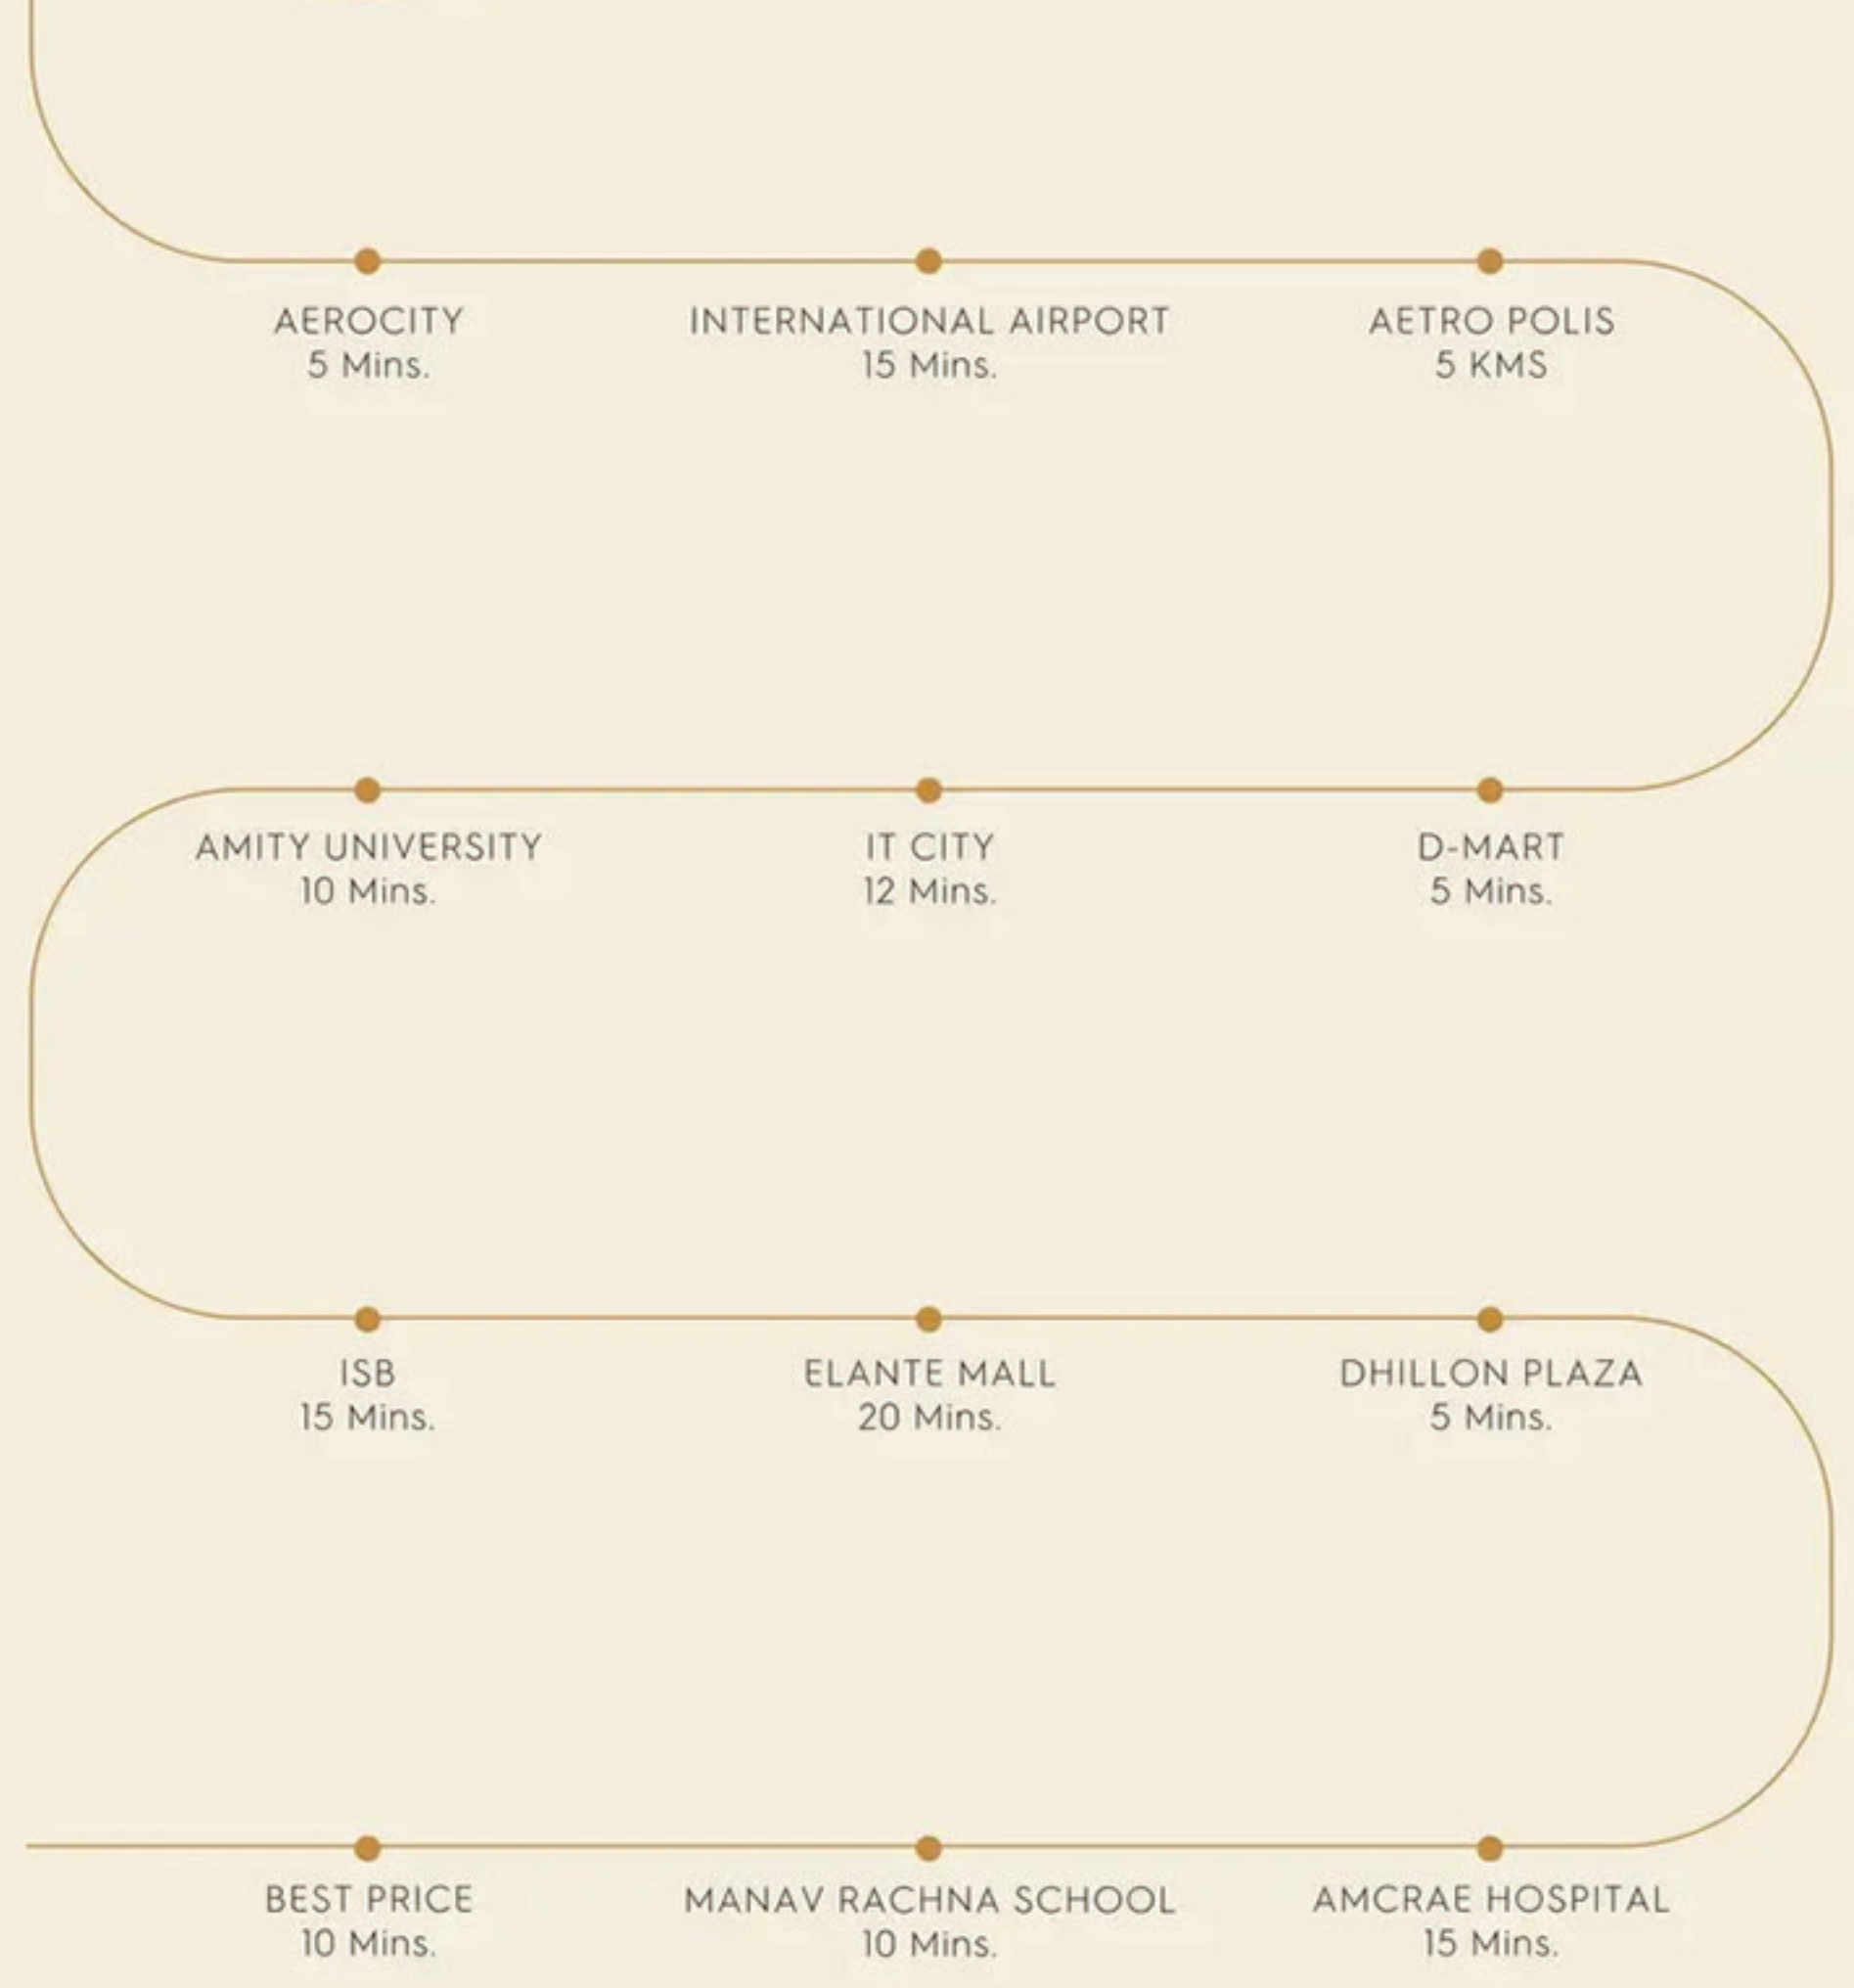 AEROCITY
5 Mins.
INTERNATIONAL AIRPORT
15 Mins.
AETRO POLIS
5 KMS
AMITY UNIVERSITY
10 Mins.
IT CITY
12 Mins.
D-MART
5 Mins.
ISB
15 Mins.
ELANTE MALL
20 Mins.
DHILLON PLAZA
5 Mins.
BEST PRICE
10 Mins.
MANAV RACHNA SCHOOL
10 Mins.
AMCRAE HOSPITAL
15 Mins.